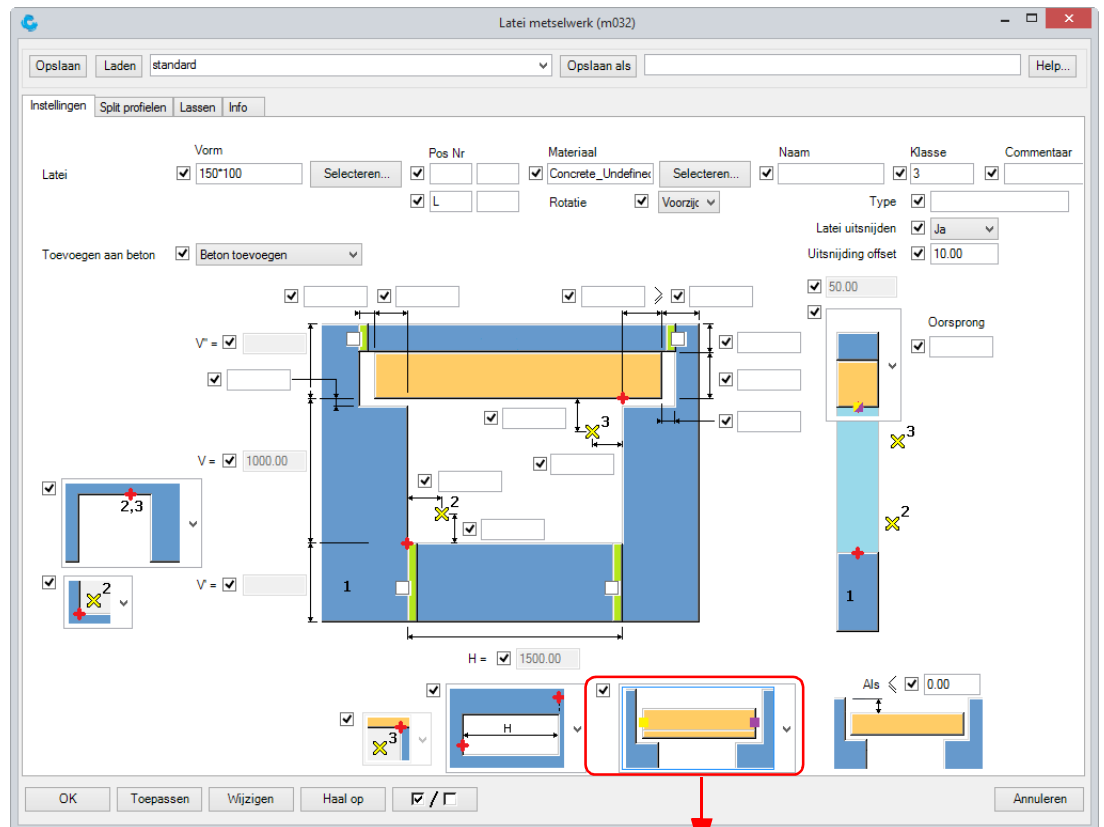 Latei metselwerk (m032)
Opslaan Laden standard Opslaan als Help...
Instellingen Split profielen Lassen Info
Vorm Pos Nr Materiaal Naam Klasse Commentaar
Latei 150*100 Selecteren... Concrete_Undefined Selecteren... 3
L Rotatie Voorzijc Type
Latei uitsnijden Ja
Toevoegen aan beton Beton toevoegen Uitsnijding offset 10.00
50.00
Oorsprong
V" =
3
3
V = 1000.00
2,3
2
2
V' =
2
1
1
H = 1500.00
Als 0.00
H
3
OK Toepassen Wijzigen Haal op / Annuleren